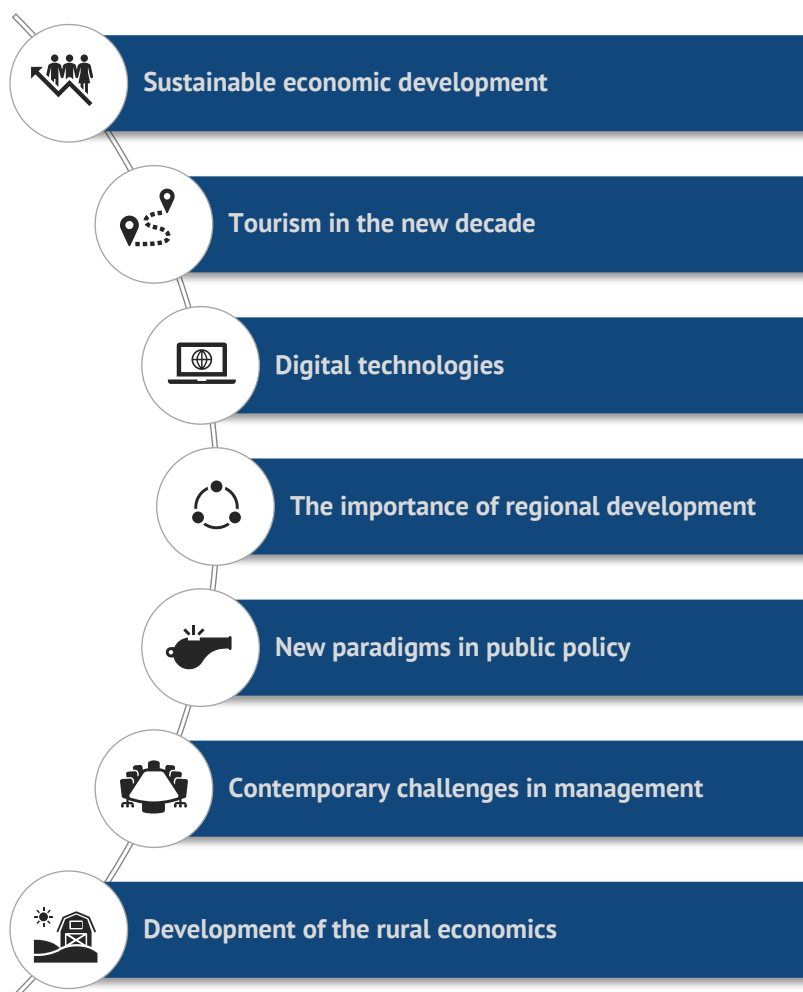 Sustainable economic development
Tourism in the new decade
Digital technologies
The importance of regional development
New paradigms in public policy
Contemporary challenges in management
Development of the rural economics